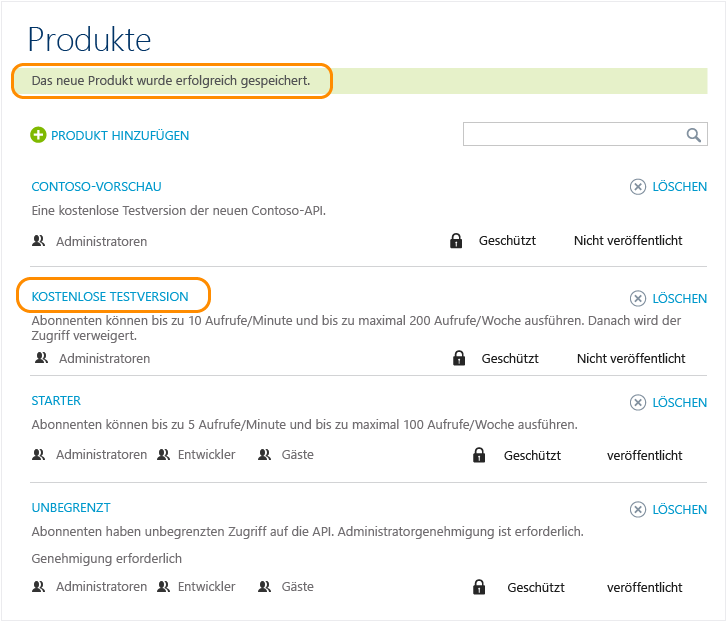 Produkte
Das neue Produkt wurde erfolgreich gespeichert.
PRODUKT HINZUFÜGEN
CONTOSO-VORSCHAU LÖSCHEN
Eine kostenlose Testversion der neuen Contoso-API.
Administratoren Geschützt Nicht veröffentlicht
KOSTENLOSE TESTVERSION LÖSCHEN
Abonnenten können bis zu 10 Aufrufe/Minute und bis zu maximal 200 Aufrufe/Woche ausführen. Danach wird der
Zugriff verweigert.
Administratoren Geschützt Nicht veröffentlicht
STARTER LÖSCHEN
Abonnenten können bis zu 5 Aufrufe/Minute und bis zu maximal 100 Aufrufe/Woche ausführen.
Administratoren Entwickler Gäste Geschützt veröffentlicht
UNBEGRENZT LÖSCHEN
Abonnenten haben unbegrenzten Zugriff auf die API. Administratorgenehmigung ist erforderlich.
Genehmigung erforderlich
Administratoren Entwickler Gäste Geschützt veröffentlicht